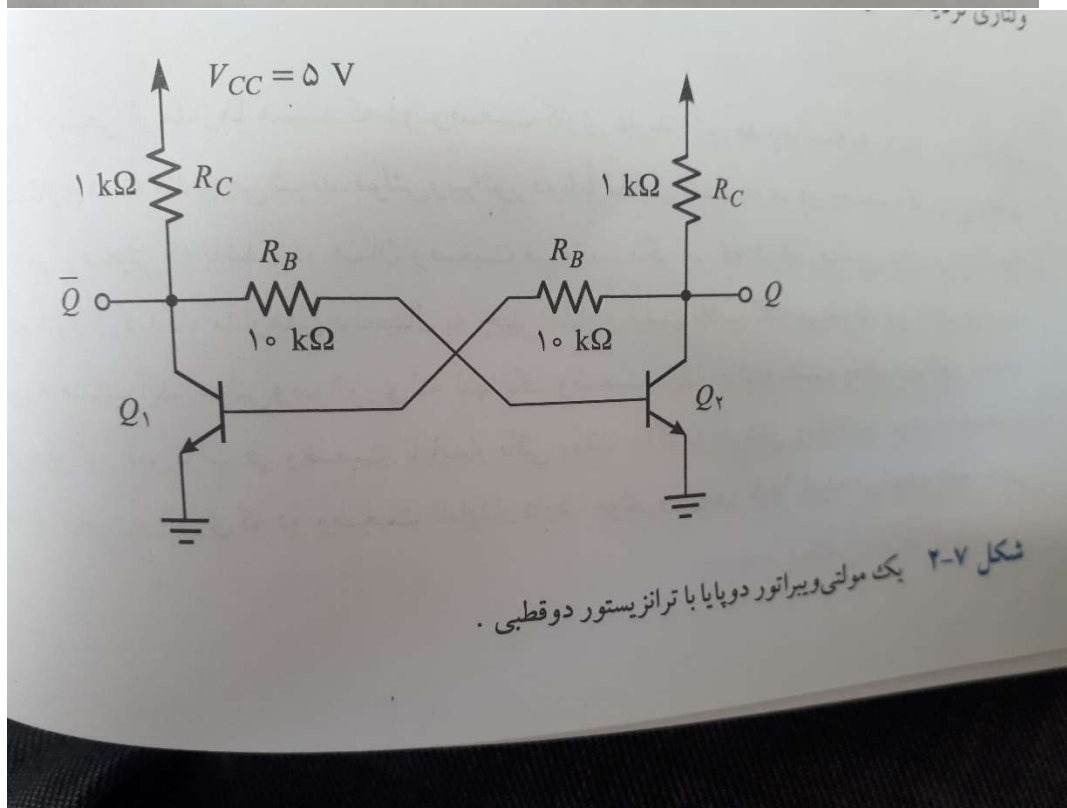 V_CC = ۵ V
۱ kΩ R_C ۱ kΩ R_C
R_B R_B
Q̅ Q
۱۰ kΩ ۱۰ kΩ
Q۱ Q۲
شکل ۷-۲ یک مولتی‌ویبراتور دوپایا با ترانزیستور دوقطبی .